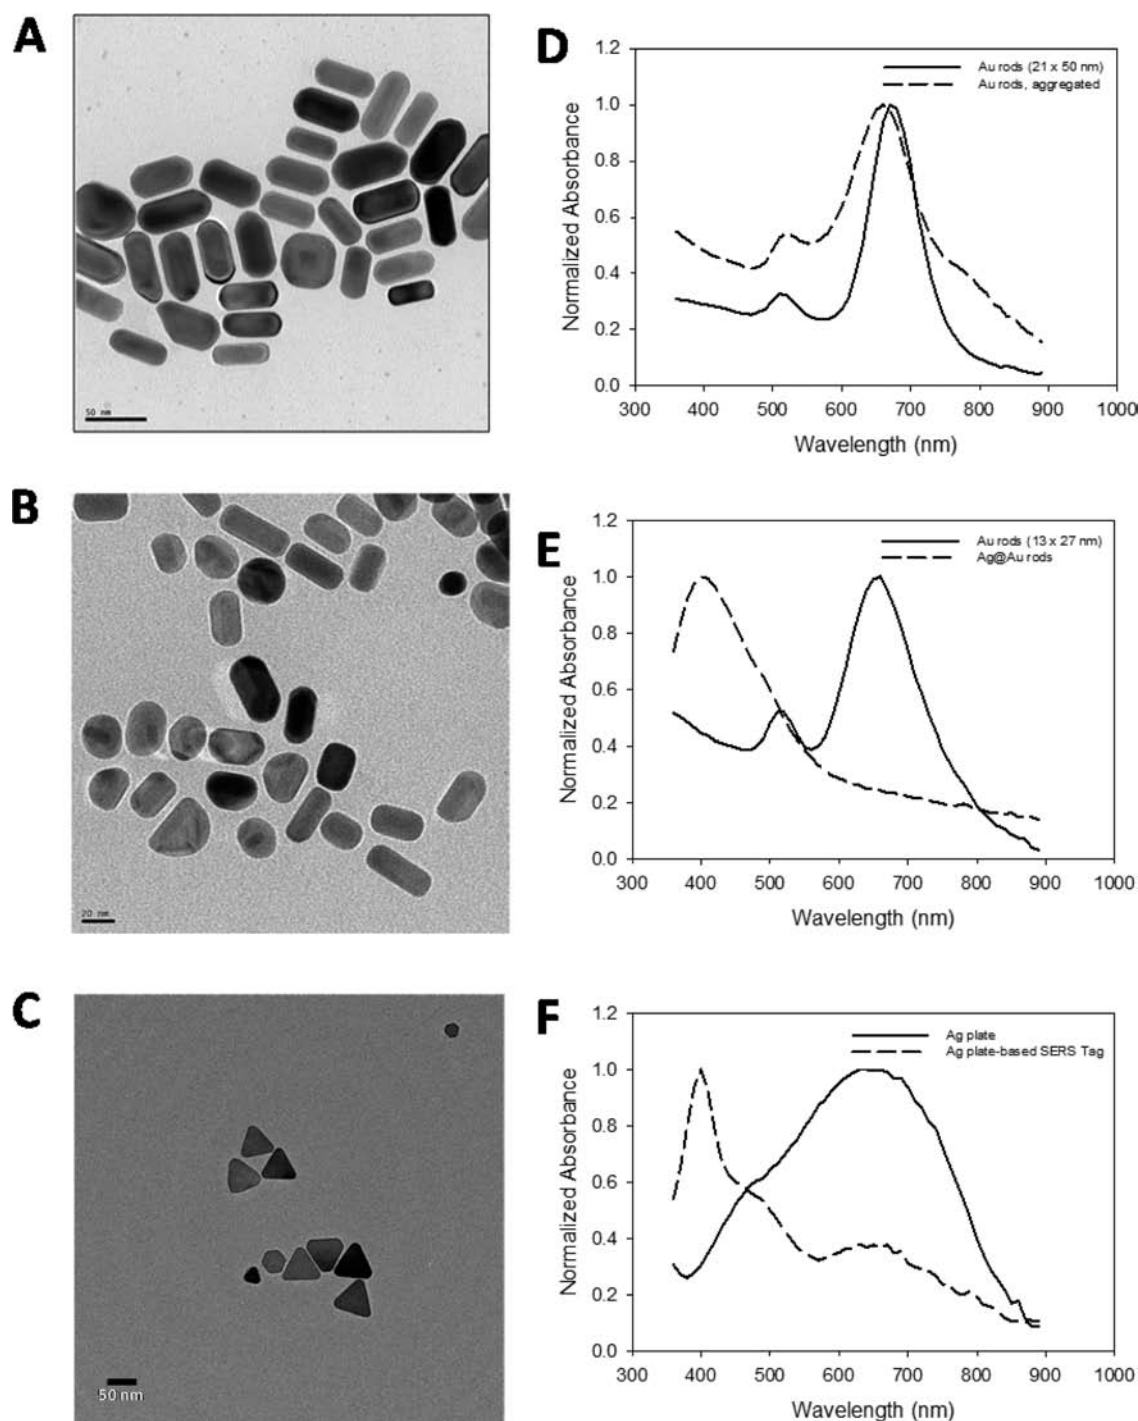 A
50 nm
D
1.2
1.0
0.8
0.6
0.4
0.2
0.0
300 400 500 600 700 800 900 1000
Normalized Absorbance
Wavelength (nm)
Au rods (21 x 50 nm)
Au rods, aggregated
B
20 nm
E
1.2
1.0
0.8
0.6
0.4
0.2
0.0
300 400 500 600 700 800 900 1000
Normalized Absorbance
Wavelength (nm)
Au rods (13 x 27 nm)
Ag@Au rods
C
50 nm
F
1.2
1.0
0.8
0.6
0.4
0.2
0.0
300 400 500 600 700 800 900 1000
Normalized Absorbance
Wavelength (nm)
Ag plate
Ag plate-based SERS Tag